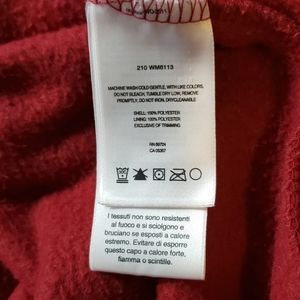 210 WM6113
MACHINE WASH COLD GENTLE, WITH LIKE COLORS.
DO NOT BLEACH, TUMBLE DRY LOW, REMOVE
PROMPTLY, DO NOT IRON, DRYCLEANABLE
SHELL: 100% POLYESTER
LINING: 100% POLYESTER
EXCLUSIVE OF TRIMMING
RN 69724
CA 05367
I tessuti non sono resistenti
al fuoco e si sciolgono e
bruciano se esposti a calore
estremo. Evitare di esporre
questo capo a calore forte,
fiamma o scintille.